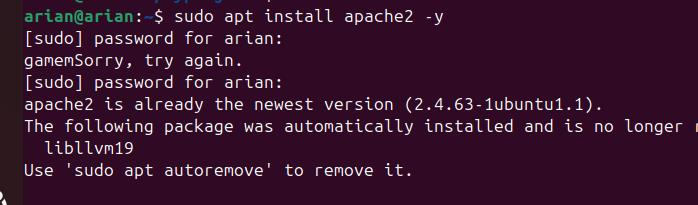 arian@arian:~$ sudo apt install apache2 -y
[sudo] password for arian:
gamemSorry, try again.
[sudo] password for arian:
apache2 is already the newest version (2.4.63-1ubuntu1.1).
The following package was automatically installed and is no longer
  libllvm19
Use 'sudo apt autoremove' to remove it.